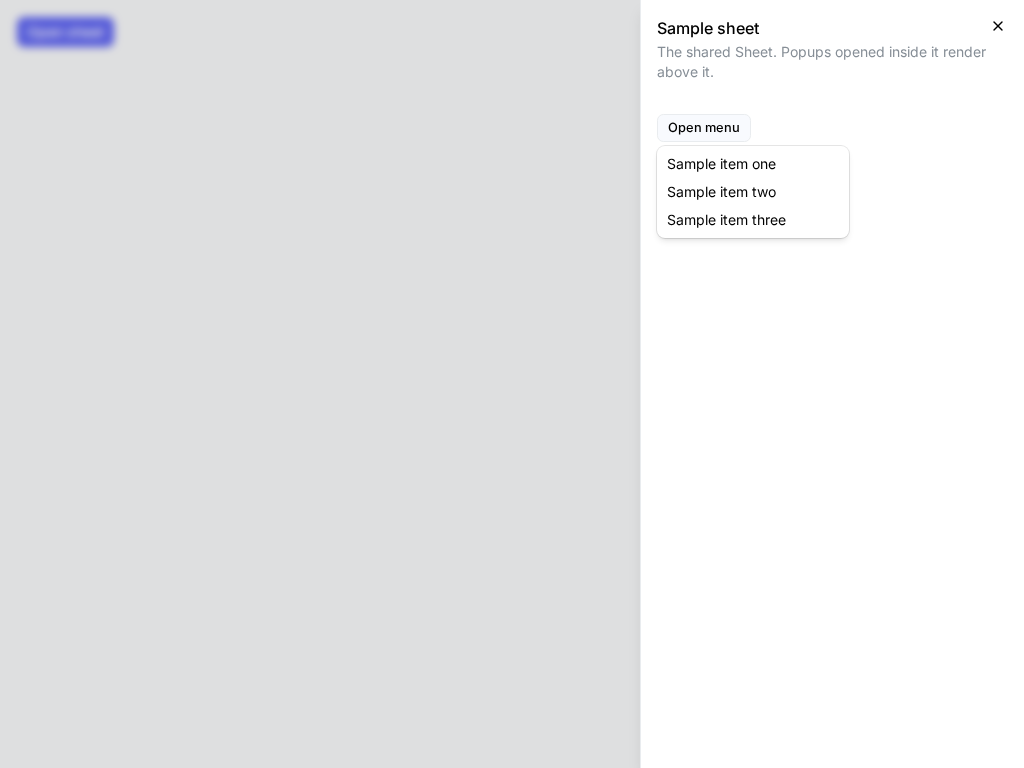 Sample sheet
The shared Sheet. Popups opened inside it render
above it.
Open menu
Sample item one
Sample item two
Sample item three